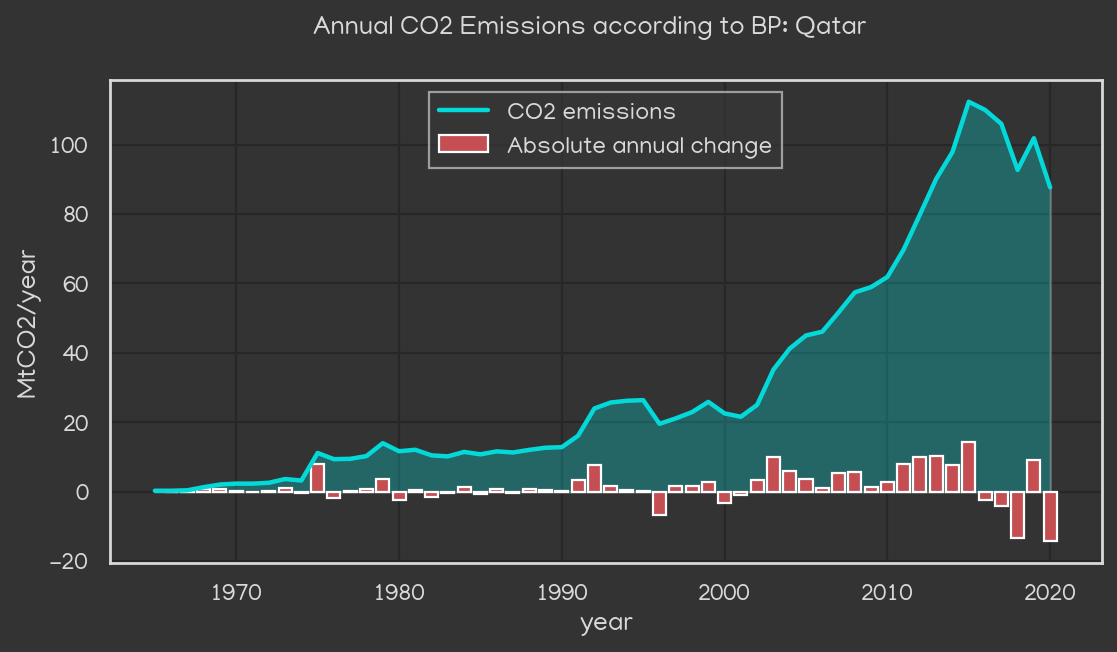 Annual CO2 Emissions according to BP: Qatar
CO2 emissions
Absolute annual change
MtCO2/year
100
80
60
40
20
0
−20
1970 1980 1990 2000 2010 2020
year